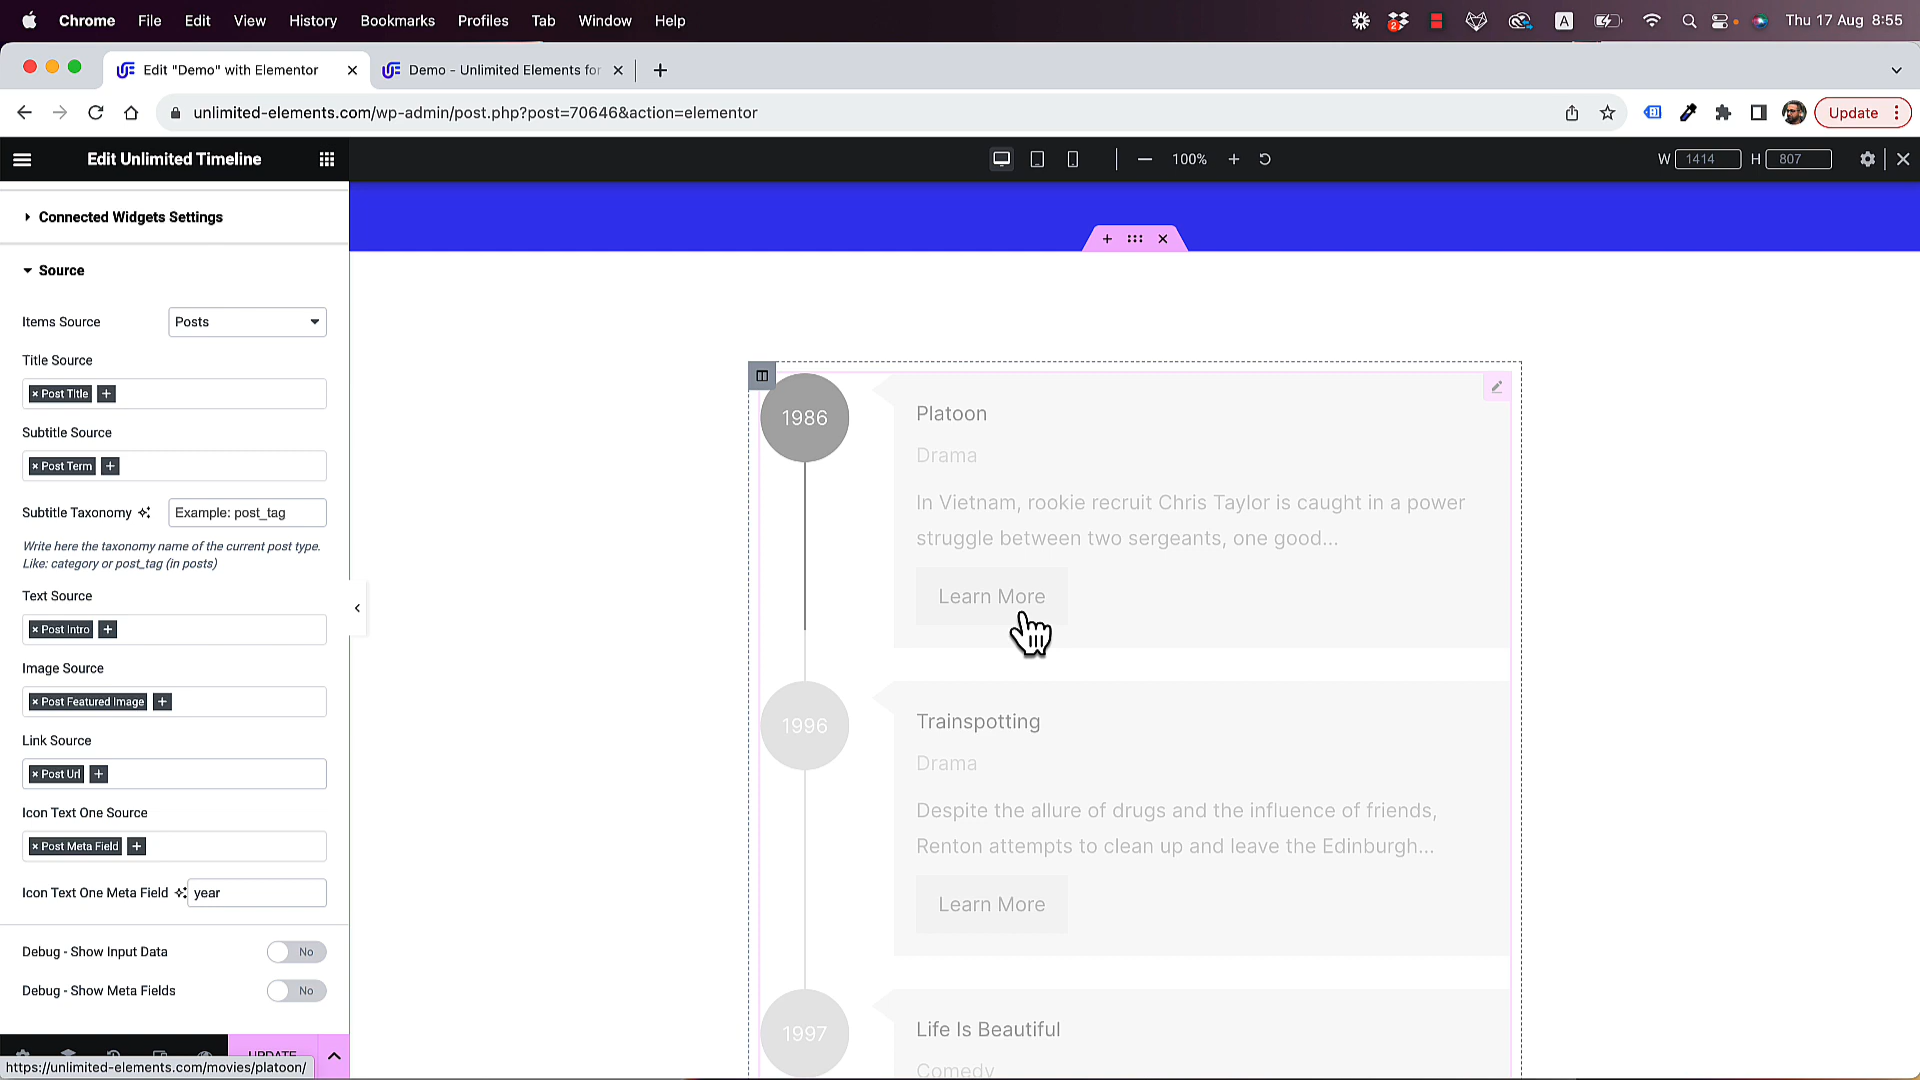 Chrome File Edit View History Bookmarks Profiles Tab Window Help
2 A Thu 17 Aug 8:55
Edit "Demo" with Elementor
Demo - Unlimited Elements for
unlimited-elements.com/wp-admin/post.php?post=70646&action=elementor
Update
Edit Unlimited Timeline
100%
W 1414 H 807
Connected Widgets Settings
Source
Items Source Posts
Title Source
× Post Title +
Subtitle Source
× Post Term +
Subtitle Taxonomy Example: post_tag
Write here the taxonomy name of the current post type.
Like: category or post_tag (in posts)
Text Source
× Post Intro +
Image Source
× Post Featured Image +
Link Source
× Post Url +
Icon Text One Source
× Post Meta Field +
Icon Text One Meta Field year
Debug - Show Input Data No
Debug - Show Meta Fields No
UPDATE
https://unlimited-elements.com/movies/platoon/
1986
Platoon
Drama
In Vietnam, rookie recruit Chris Taylor is caught in a power
struggle between two sergeants, one good...
Learn More
1996
Trainspotting
Drama
Despite the allure of drugs and the influence of friends,
Renton attempts to clean up and leave the Edinburgh...
Learn More
1997
Life Is Beautiful
Comedy